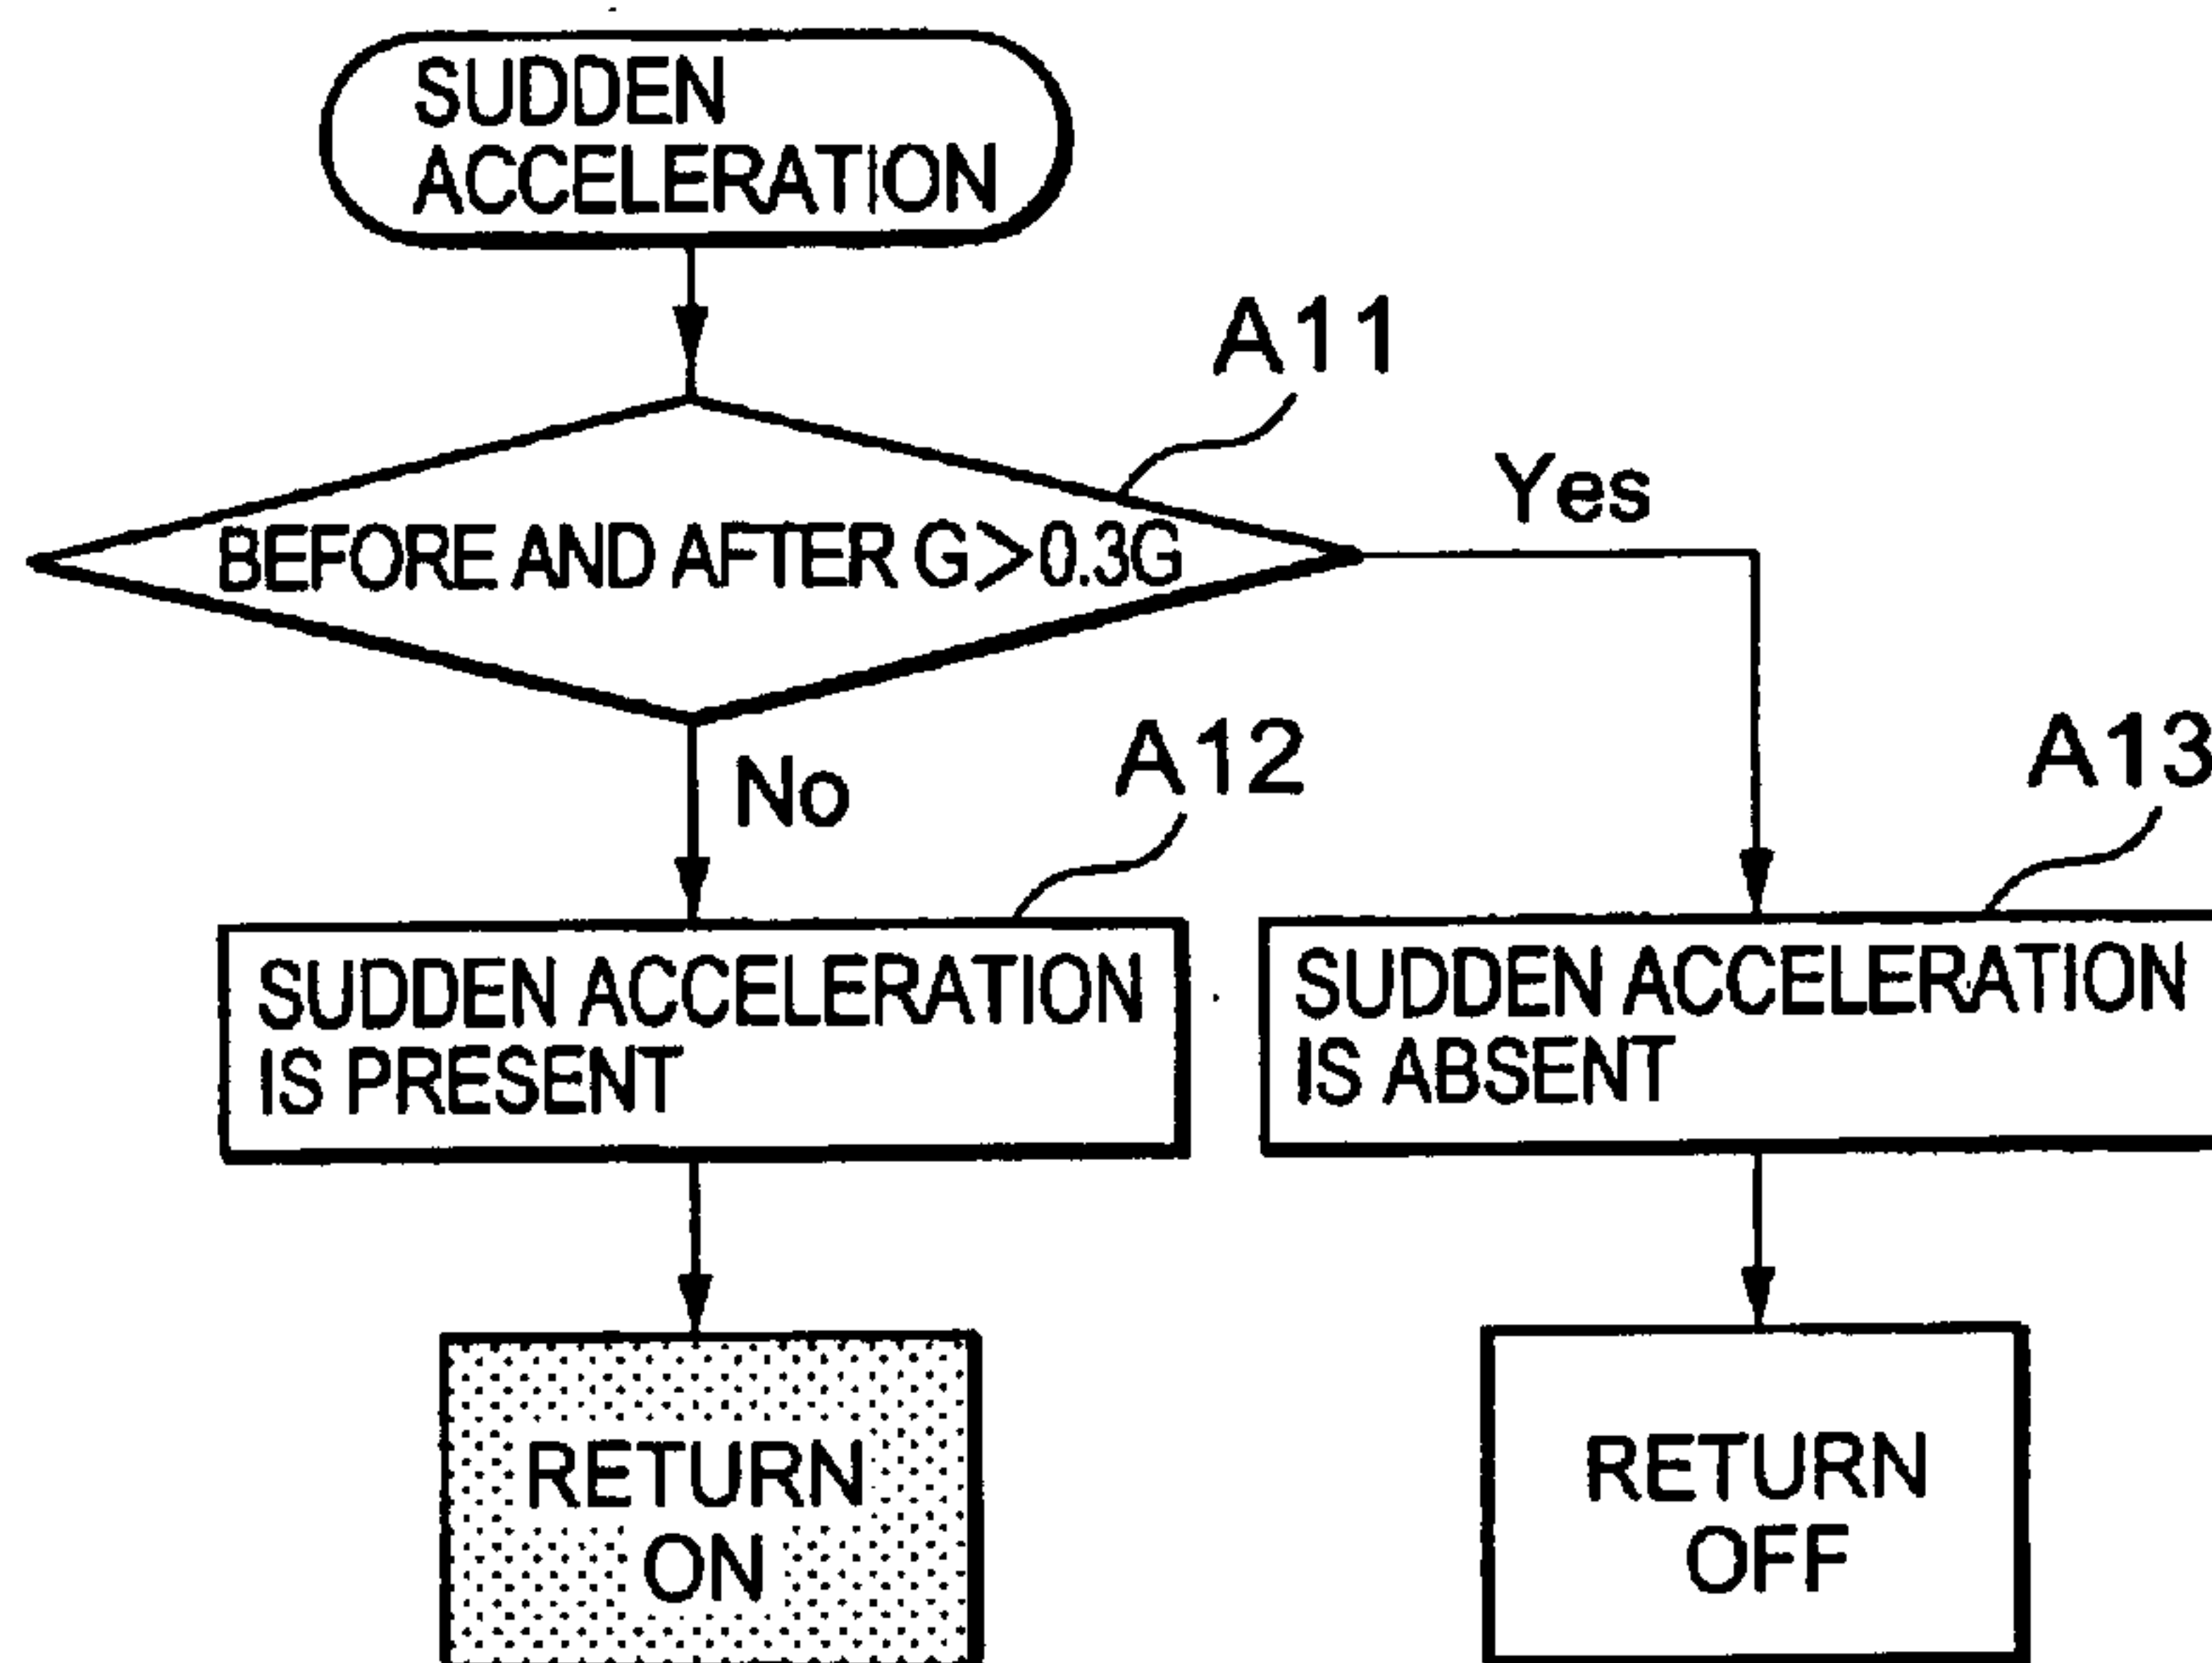 SUDDEN
ACCELERATION
A11
Yes
BEFORE AND AFTER G>0.3G
No
A12
A13
SUDDEN ACCELERATION
IS PRESENT
SUDDEN ACCELERATION
IS ABSENT
RETURN
ON
RETURN
OFF